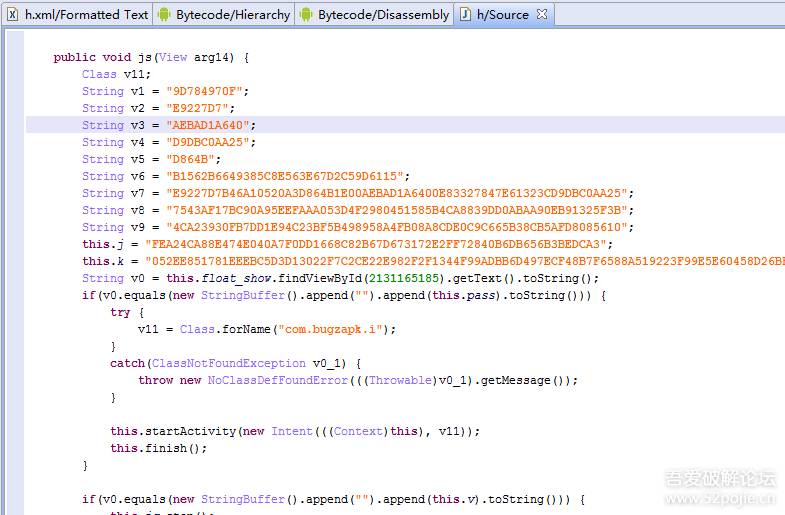 h.xml/Formatted Text Bytecode/Hierarchy Bytecode/Disassembly h/Source
public void js(View arg14) {
Class v11;
String v1 = "9D784970F";
String v2 = "E9227D7";
String v3 = "AEBAD1A640";
String v4 = "D9DBC0AA25";
String v5 = "D864B";
String v6 = "B1562B6649385C8E563E67D2C59D6115";
String v7 = "E9227D7B46A10520A3D864B1E00AEBAD1A6400E83327847E61323CD9DBC0AA25";
String v8 = "7543AF17BC90A95EEFAAA053D4F2980451585B4CA8839DD0ABAA90EB91325F3B";
String v9 = "4CA23930FB7DD1E94C23BF5B498958A4FB08A8CDE0C9C665B38CB5AFD8085610";
this.j = "FEA24CA88E474E040A7F0DD1668C82B67D673172E2FF72840B6DB656B3BEDCA3";
this.k = "052EE851781EEEBC5D3D13022F7C2CE22E982F2F1344F99ADBB6D497ECF48B7F6588A519223F99E5E60458D26BE
String v0 = this.float_show.findViewById(2131165185).getText().toString();
if(v0.equals(new StringBuffer().append("").append(this.pass).toString())) {
try {
v11 = Class.forName("com.bugzapk.i");
}
catch(ClassNotFoundException v0_1) {
throw new NoClassDefFoundError(((Throwable)v0_1).getMessage());
}
this.startActivity(new Intent(((Context)this), v11));
this.finish();
}
if(v0.equals(new StringBuffer().append("").append(this.v).toString())) {
吾爱破解论坛
www.52pojie.cn